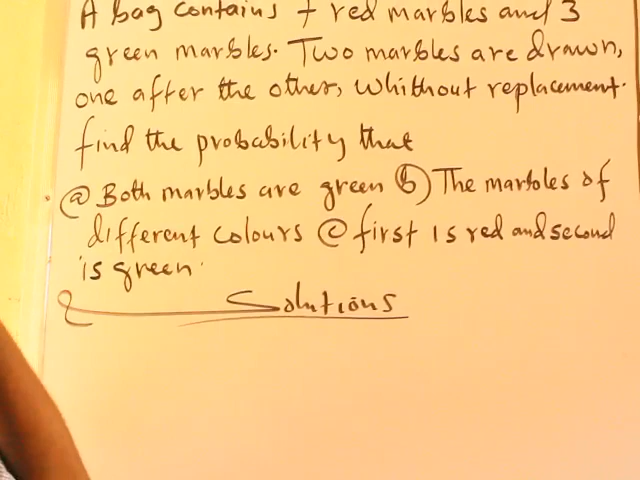 A bag contains 7 red marbles and 3
green marbles. Two marbles are drawn,
one after the other, whithout replacement.
find the probability that
(a) Both marbles are green (b) The marbles of
different colours (c) first is red and second
is green.
Solutions